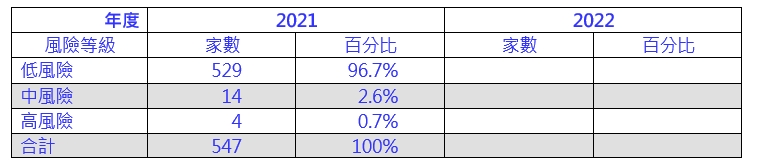 年度 2021 2022
風險等級 家數 百分比 家數 百分比
低風險 529 96.7%
中風險 14 2.6%
高風險 4 0.7%
合計 547 100%